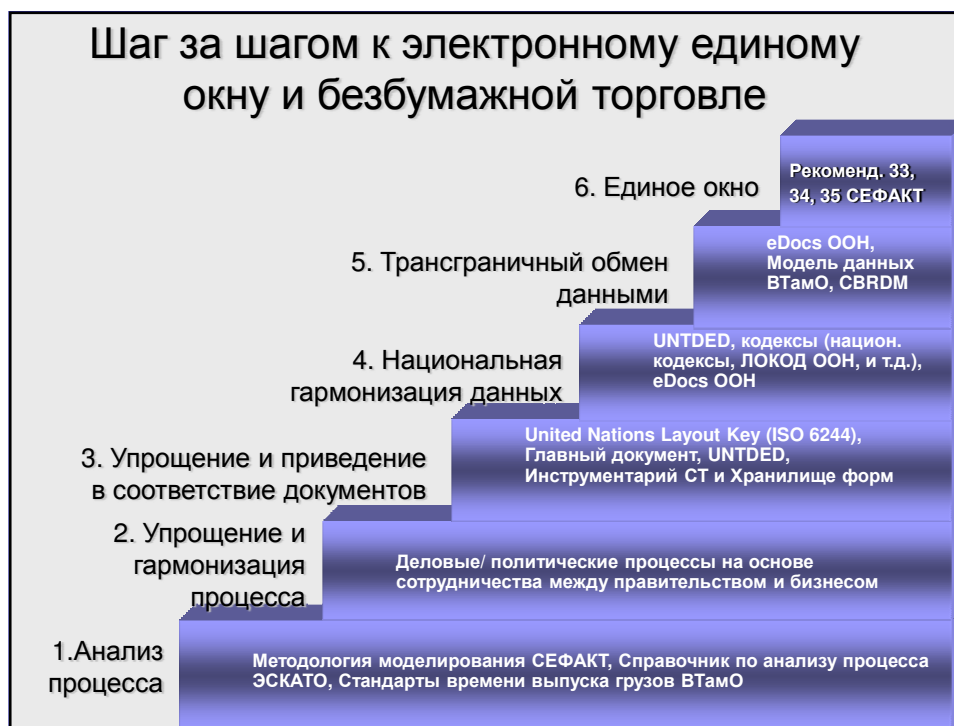 Шаг за шагом к электронному единому
окну и безбумажной торговле
6. Единое окно
Рекоменд. 33,
34, 35 СЕФАКТ
5. Трансграничный обмен
данными
eDocs ООН,
Модель данных
ВТамО, CBRDM
4. Национальная
гармонизация данных
UNTDED, кодексы (национ.
кодексы, ЛОКОД ООН, и т.д.),
eDocs ООН
3. Упрощение и приведение
в соответствие документов
United Nations Layout Key (ISO 6244),
Главный документ, UNTDED,
Инструментарий СТ и Хранилище форм
2. Упрощение и
гармонизация
процесса
Деловые/ политические процессы на основе
сотрудничества между правительством и бизнесом
1.Анализ
процесса
Методология моделирования СЕФАКТ, Справочник по анализу процесса
ЭСКАТО, Стандарты времени выпуска грузов ВТамО